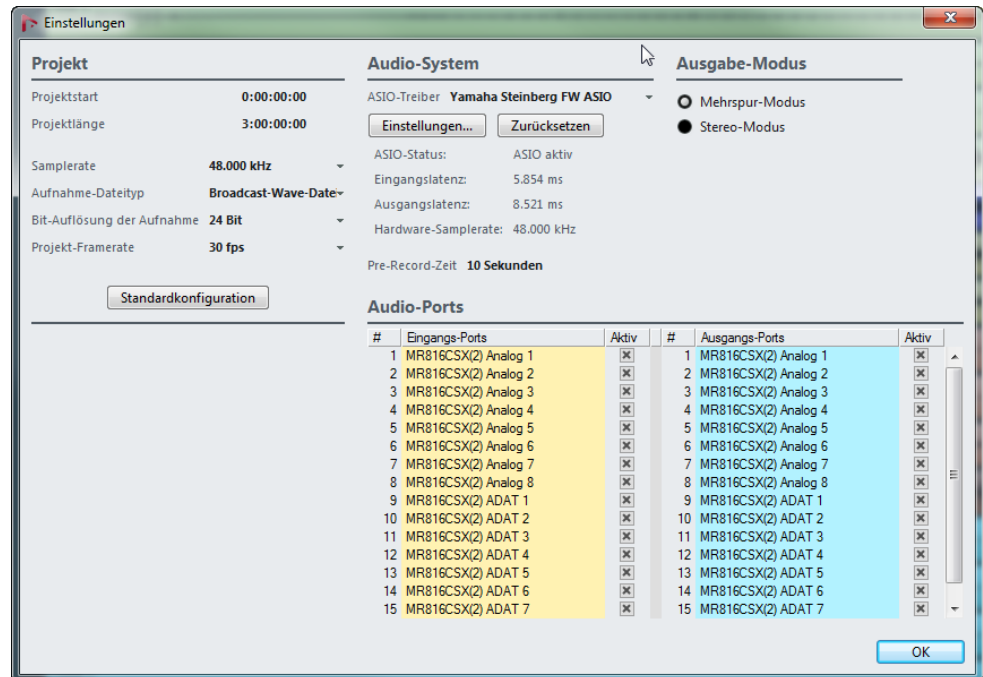 Einstellungen
Projekt
Projektstart 0:00:00:00
Projektlänge 3:00:00:00
Samplerate 48.000 kHz
Aufnahme-Dateityp Broadcast-Wave-Datei
Bit-Auflösung der Aufnahme 24 Bit
Projekt-Framerate 30 fps
Standardkonfiguration
Audio-System
ASIO-Treiber Yamaha Steinberg FW ASIO
Einstellungen... Zurücksetzen
ASIO-Status: ASIO aktiv
Eingangslatenz: 5.854 ms
Ausgangslatenz: 8.521 ms
Hardware-Samplerate: 48.000 kHz
Pre-Record-Zeit 10 Sekunden
Ausgabe-Modus
Mehrspur-Modus
Stereo-Modus
Audio-Ports
# Eingangs-Ports Aktiv # Ausgangs-Ports Aktiv
1 MR816CSX(2) Analog 1 1 MR816CSX(2) Analog 1
2 MR816CSX(2) Analog 2 2 MR816CSX(2) Analog 2
3 MR816CSX(2) Analog 3 3 MR816CSX(2) Analog 3
4 MR816CSX(2) Analog 4 4 MR816CSX(2) Analog 4
5 MR816CSX(2) Analog 5 5 MR816CSX(2) Analog 5
6 MR816CSX(2) Analog 6 6 MR816CSX(2) Analog 6
7 MR816CSX(2) Analog 7 7 MR816CSX(2) Analog 7
8 MR816CSX(2) Analog 8 8 MR816CSX(2) Analog 8
9 MR816CSX(2) ADAT 1 9 MR816CSX(2) ADAT 1
10 MR816CSX(2) ADAT 2 10 MR816CSX(2) ADAT 2
11 MR816CSX(2) ADAT 3 11 MR816CSX(2) ADAT 3
12 MR816CSX(2) ADAT 4 12 MR816CSX(2) ADAT 4
13 MR816CSX(2) ADAT 5 13 MR816CSX(2) ADAT 5
14 MR816CSX(2) ADAT 6 14 MR816CSX(2) ADAT 6
15 MR816CSX(2) ADAT 7 15 MR816CSX(2) ADAT 7
OK